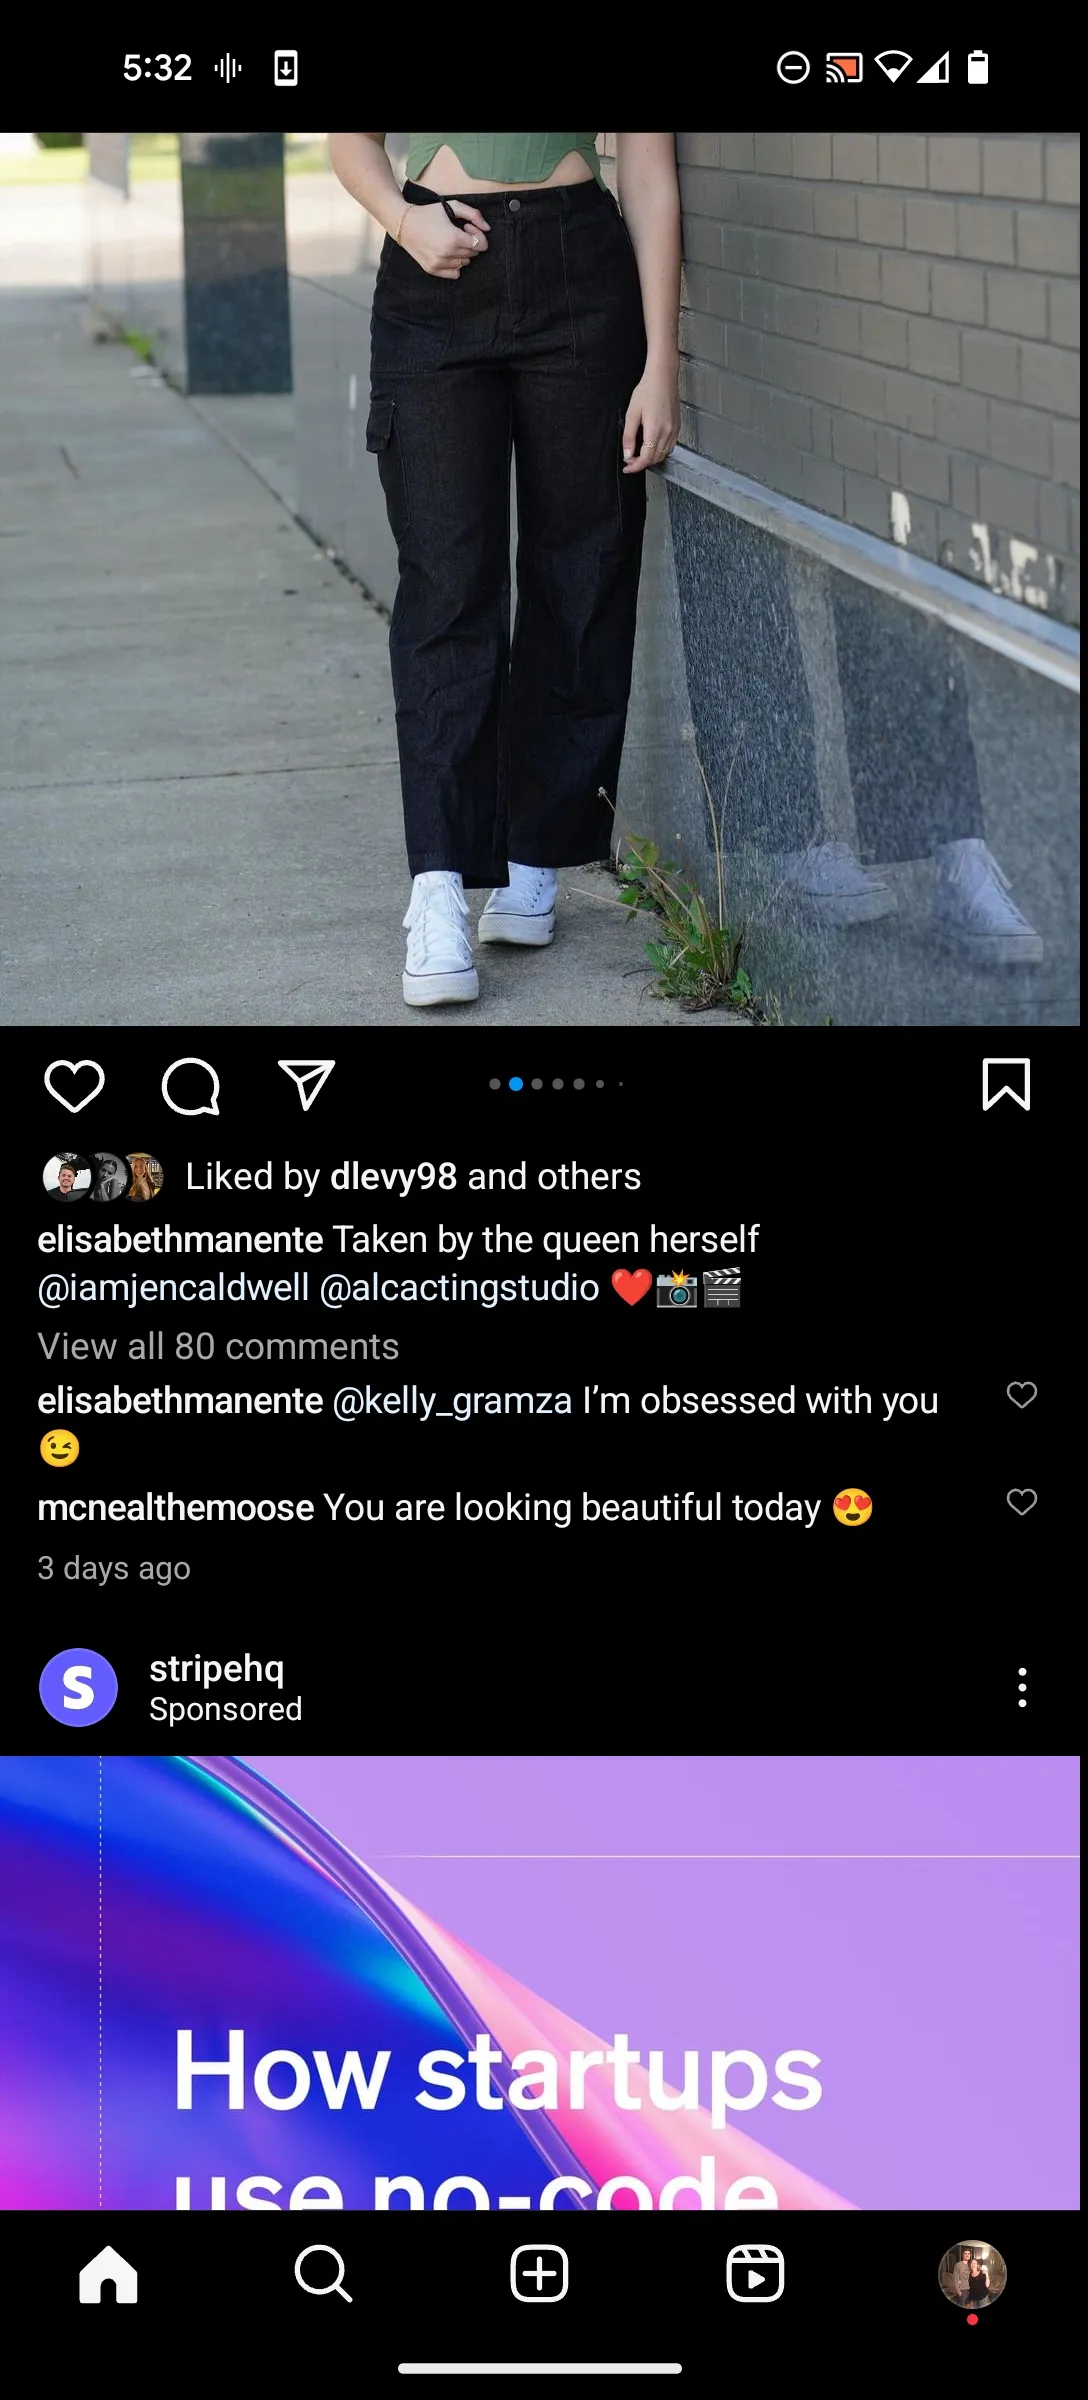 5:32
Liked by dlevy98 and others
elisabethmanente Taken by the queen herself
@iamjencaldwell @alcactingstudio ❤️📸🎬
View all 80 comments
elisabethmanente @kelly_gramza I’m obsessed with you
😉
mcnealthemoose You are looking beautiful today 😍
3 days ago
S
stripehq
Sponsored
How startups
use no-code